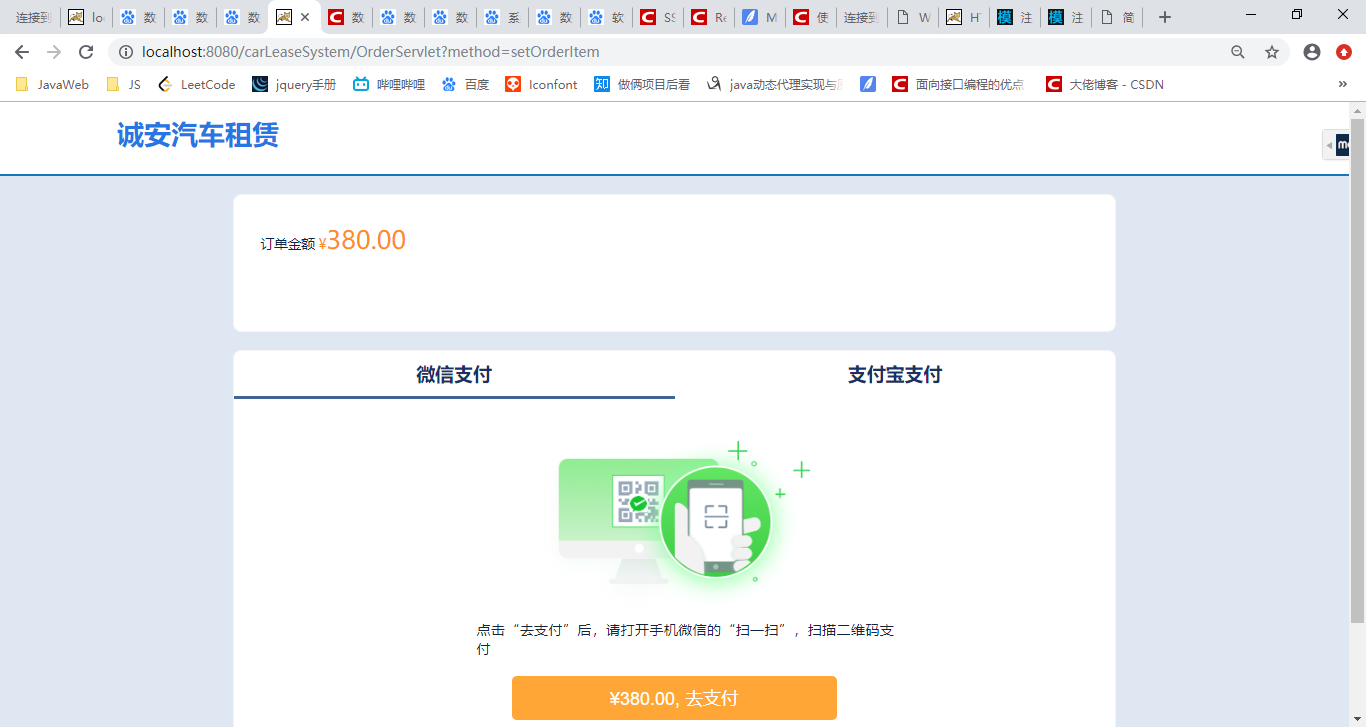 连接到 lo 数 数 数 数 数 数 系 数 软 SS Re M 使 连接到 W HT 模 注 模 注 简
localhost:8080/carLeaseSystem/OrderServlet?method=setOrderItem
JavaWeb JS LeetCode jquery手册 哔哩哔哩 百度 Iconfont 知 做俩项目后看 java动态代理实现与 面向接口编程的优点 大佬博客 - CSDN »
诚安汽车租赁
订单金额 ¥380.00
微信支付 支付宝支付
点击“去支付”后，请打开手机微信的“扫一扫”，扫描二维码支
付
¥380.00, 去支付